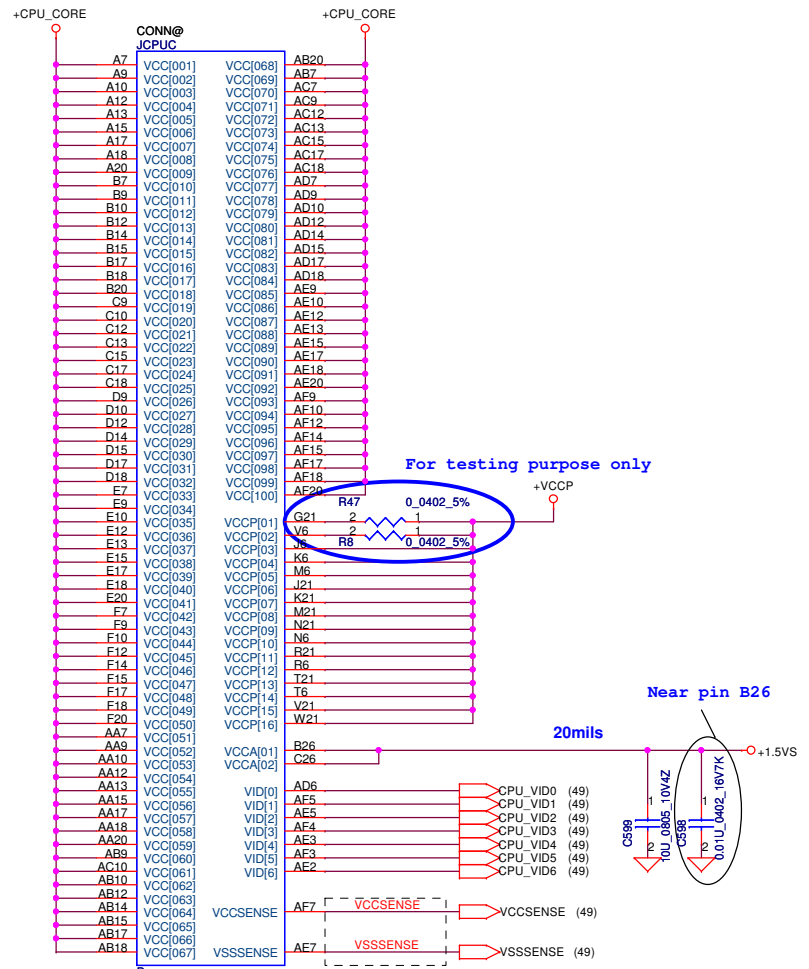 +CPU_CORE +CPU_CORE
CONN@
JCPUC
A7 VCC[001] VCC[068] AB20
A9 VCC[002] VCC[069] AB7
A10 VCC[003] VCC[070] AC7
A12 VCC[004] VCC[071] AC9
A13 VCC[005] VCC[072] AC12
A15 VCC[006] VCC[073] AC13
A17 VCC[007] VCC[074] AC15
A18 VCC[008] VCC[075] AC17
A20 VCC[009] VCC[076] AC18
B7 VCC[010] VCC[077] AD7
B9 VCC[011] VCC[078] AD9
B10 VCC[012] VCC[079] AD10
B12 VCC[013] VCC[080] AD12
B14 VCC[014] VCC[081] AD14
B15 VCC[015] VCC[082] AD15
B17 VCC[016] VCC[083] AD17
B18 VCC[017] VCC[084] AD18
B20 VCC[018] VCC[085] AE9
C9 VCC[019] VCC[086] AE10
C10 VCC[020] VCC[087] AE12
C12 VCC[021] VCC[088] AE13
C13 VCC[022] VCC[089] AE15
C15 VCC[023] VCC[090] AE17
C17 VCC[024] VCC[091] AE18
C18 VCC[025] VCC[092] AE20
D9 VCC[026] VCC[093] AF9
D10 VCC[027] VCC[094] AF10
D12 VCC[028] VCC[095] AF12
D14 VCC[029] VCC[096] AF14
D15 VCC[030] VCC[097] AF15
D17 VCC[031] VCC[098] AF17
D18 VCC[032] VCC[099] AF18
E7 VCC[033] VCC[100] AF20
For testing purpose only
+VCCP
E9 VCC[034]
R47 0_0402_5%
E10 VCC[035] VCCP[01] G21 2 1
E12 VCC[036] VCCP[02] V6 2 1
R8 0_0402_5%
E13 VCC[037] VCCP[03] J6
E15 VCC[038] VCCP[04] K6
E17 VCC[039] VCCP[05] M6
E18 VCC[040] VCCP[06] J21
E20 VCC[041] VCCP[07] K21
F7 VCC[042] VCCP[08] M21
F9 VCC[043] VCCP[09] N21
F10 VCC[044] VCCP[10] N6
F12 VCC[045] VCCP[11] R21
F14 VCC[046] VCCP[12] R6
F15 VCC[047] VCCP[13] T21
F17 VCC[048] VCCP[14] T6
F18 VCC[049] VCCP[15] V21
F20 VCC[050] VCCP[16] W21
Near pin B26
20mils
AA7 VCC[051]
AA9 VCC[052] VCCA[01] B26 +1.5VS
AA10 VCC[053] VCCA[02] C26
AA12 VCC[054]
AA13 VCC[055] VID[0] AD6 CPU_VID0 (49)
AA15 VCC[056] VID[1] AF5 CPU_VID1 (49)
AA17 VCC[057] VID[2] AE5 CPU_VID2 (49)
AA18 VCC[058] VID[3] AF4 CPU_VID3 (49)
AA20 VCC[059] VID[4] AE3 CPU_VID4 (49)
AB9 VCC[060] VID[5] AF3 CPU_VID5 (49)
AC10 VCC[061] VID[6] AE2 CPU_VID6 (49)
C599 1 2 10U_0805_10V4Z
C598 1 2 0.01U_0402_16V7K
AB10 VCC[062]
AB12 VCC[063]
AB14 VCC[064] VCCSENSE AF7 VCCSENSE VCCSENSE (49)
AB15 VCC[065]
AB17 VCC[066]
AB18 VCC[067] VSSSENSE AE7 VSSSENSE VSSSENSE (49)